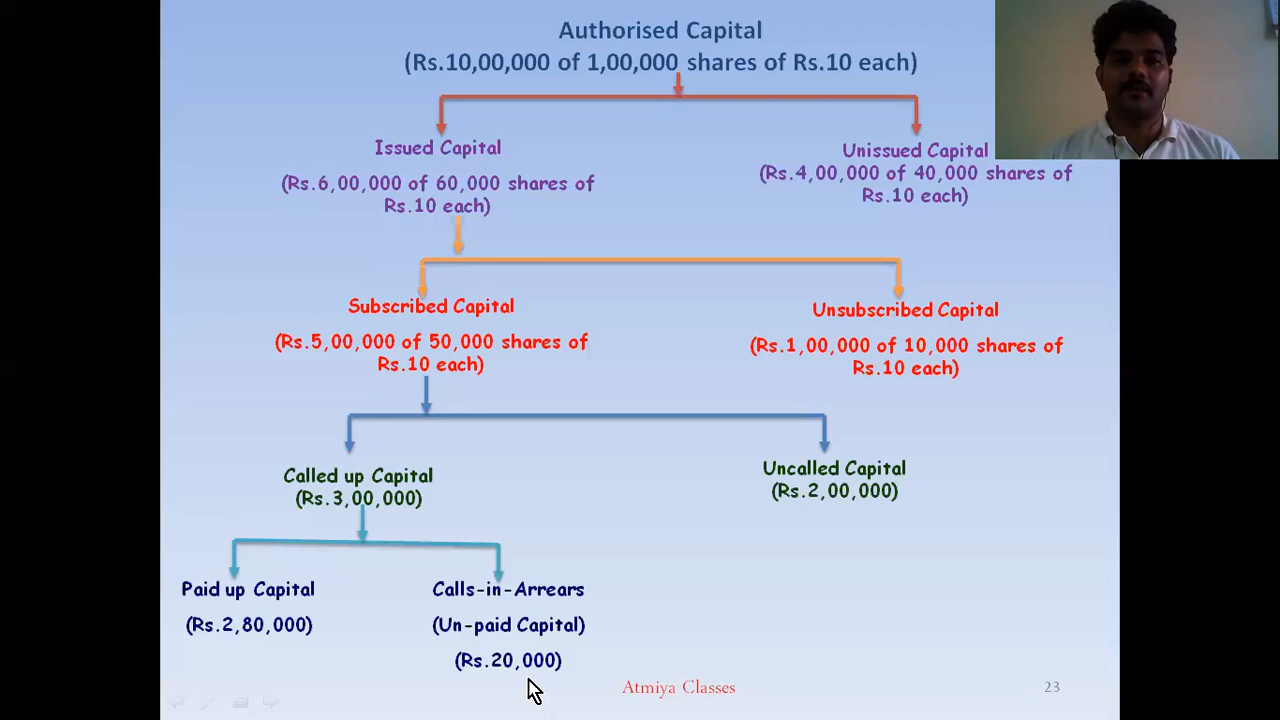 Authorised Capital
(Rs.10,00,000 of 1,00,000 shares of Rs.10 each)
Issued Capital
(Rs.6,00,000 of 60,000 shares of
Rs.10 each)
Unissued Capital
(Rs.4,00,000 of 40,000 shares of
Rs.10 each)
Subscribed Capital
(Rs.5,00,000 of 50,000 shares of
Rs.10 each)
Unsubscribed Capital
(Rs.1,00,000 of 10,000 shares of
Rs.10 each)
Called up Capital
(Rs.3,00,000)
Uncalled Capital
(Rs.2,00,000)
Paid up Capital
(Rs.2,80,000)
Calls-in-Arrears
(Un-paid Capital)
(Rs.20,000)
Atmiya Classes
23